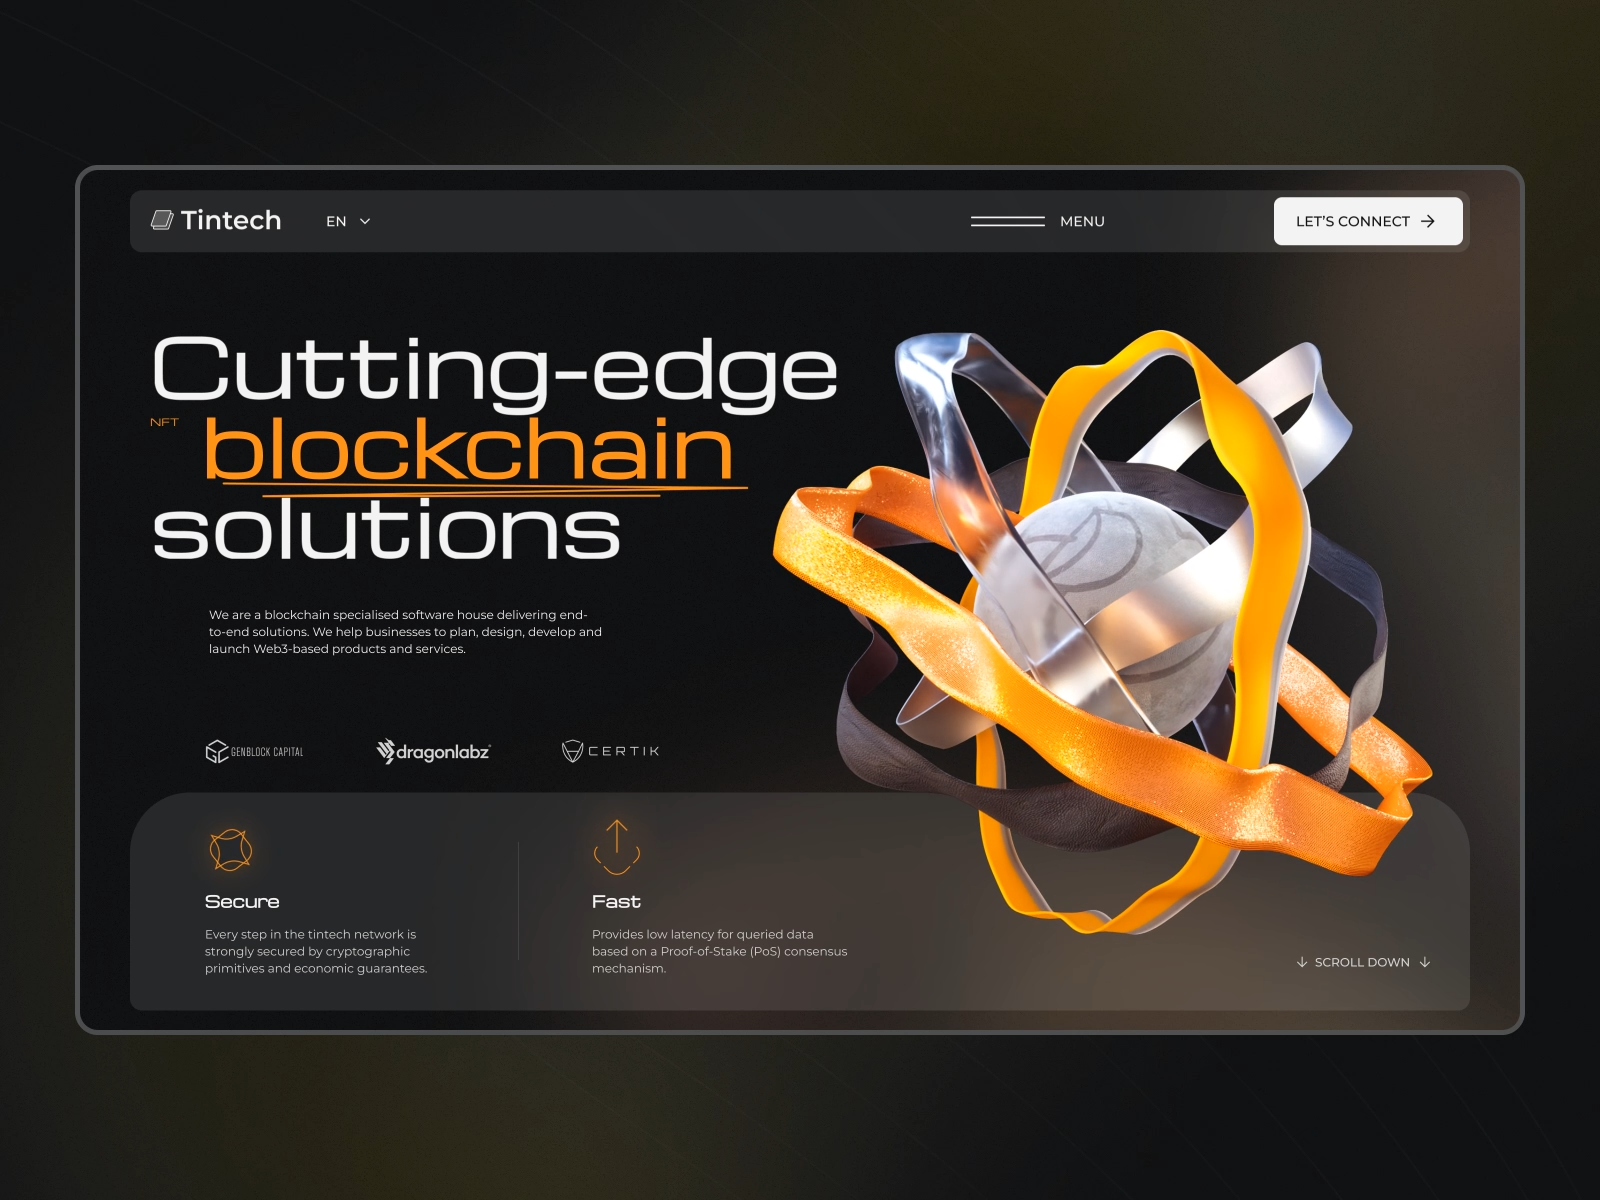 Tintech
EN
MENU
LET'S CONNECT
Cutting-edge
NFT
blockchain
solutions
We are a blockchain specialised software house delivering end-
to-end solutions. We help businesses to plan, design, develop and
launch Web3-based products and services.
GENBLOCK CAPITAL
dragonlabz
CERTIK
Secure
Every step in the tintech network is
strongly secured by cryptographic
primitives and economic guarantees.
Fast
Provides low latency for queried data
based on a Proof-of-Stake (PoS) consensus
mechanism.
SCROLL DOWN